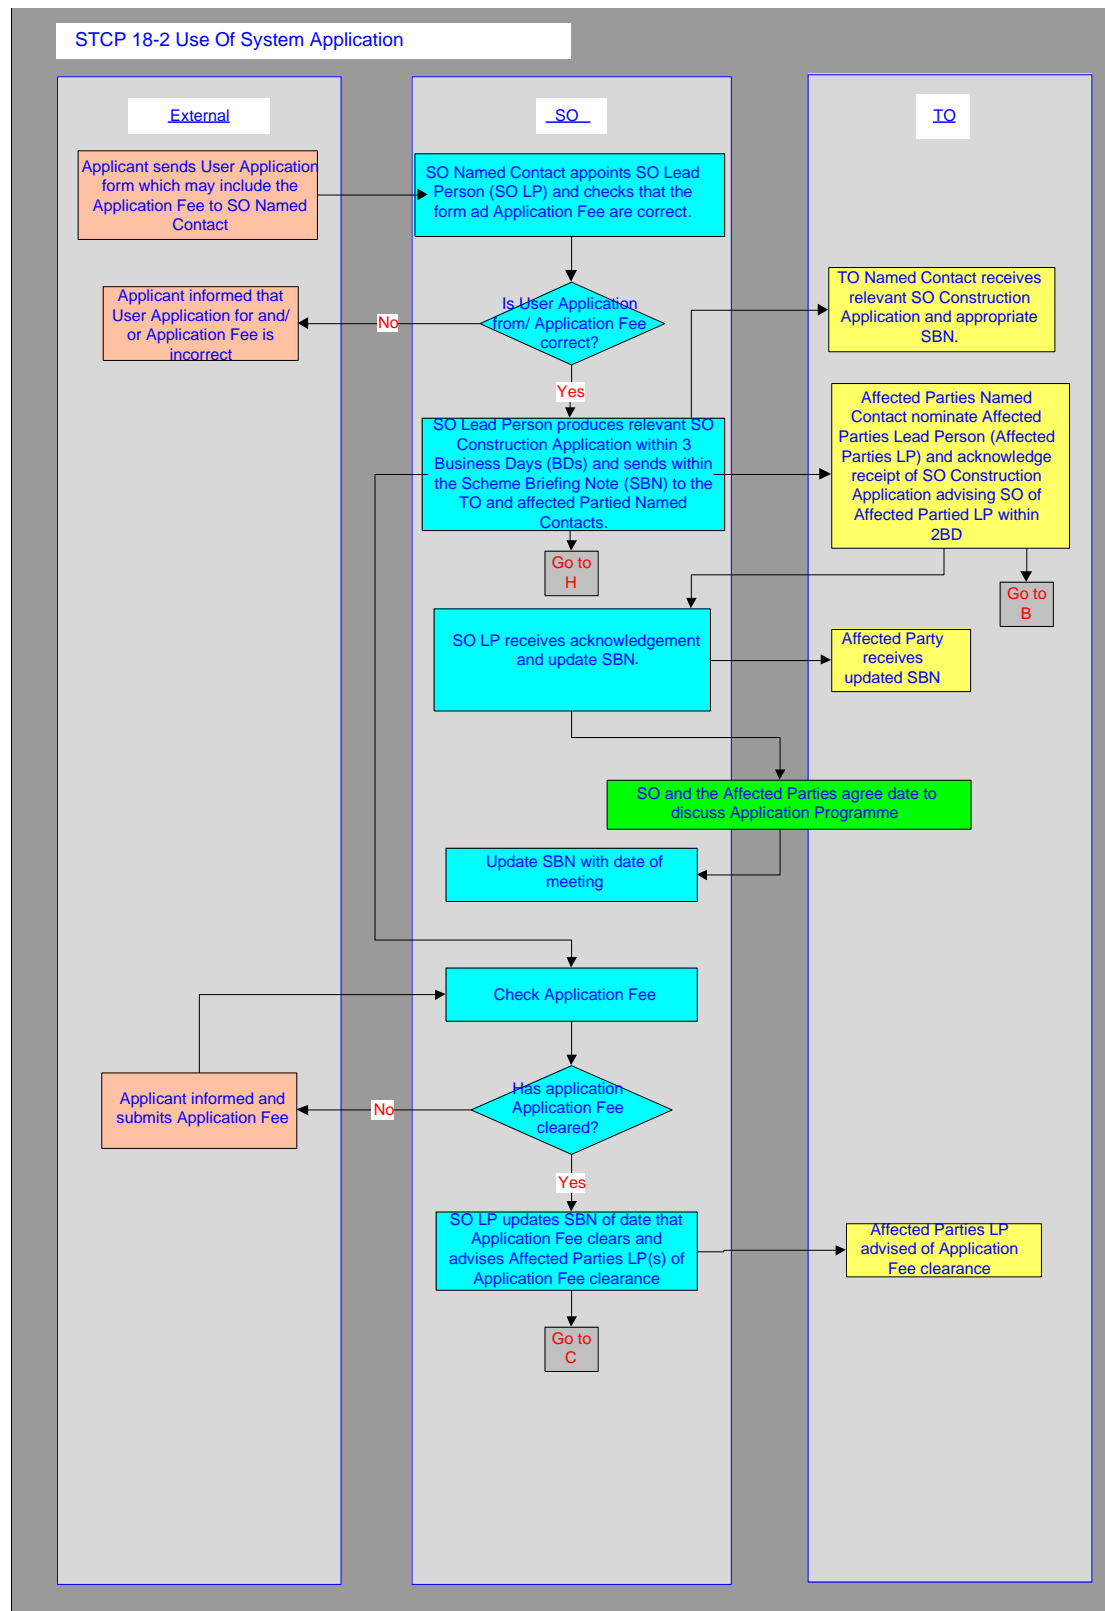 STCP 18-2 Use Of System Application
External
SO
TO
Applicant sends User Application
form which may include the
Application Fee to SO Named
Contact
SO Named Contact appoints SO Lead
Person (SO LP) and checks that the
form ad Application Fee are correct.
Applicant informed that
User Application for and/
or Application Fee is
incorrect
No
Is User Application
from/ Application Fee
correct?
TO Named Contact receives
relevant SO Construction
Application and appropriate
SBN.
Yes
SO Lead Person produces relevant SO
Construction Application within 3
Business Days (BDs) and sends within
the Scheme Briefing Note (SBN) to the
TO and affected Partied Named
Contacts.
Affected Parties Named
Contact nominate Affected
Parties Lead Person (Affected
Parties LP) and acknowledge
receipt of SO Construction
Application advising SO of
Affected Partied LP within
2BD
Go to
H
Go to
B
SO LP receives acknowledgement
and update SBN.
Affected Party
receives
updated SBN
SO and the Affected Parties agree date to
discuss Application Programme
Update SBN with date of
meeting
Check Application Fee
Applicant informed and
submits Application Fee
No
Has application
Application Fee
cleared?
Yes
SO LP updates SBN of date that
Application Fee clears and
advises Affected Parties LP(s) of
Application Fee clearance
Affected Parties LP
advised of Application
Fee clearance
Go to
C